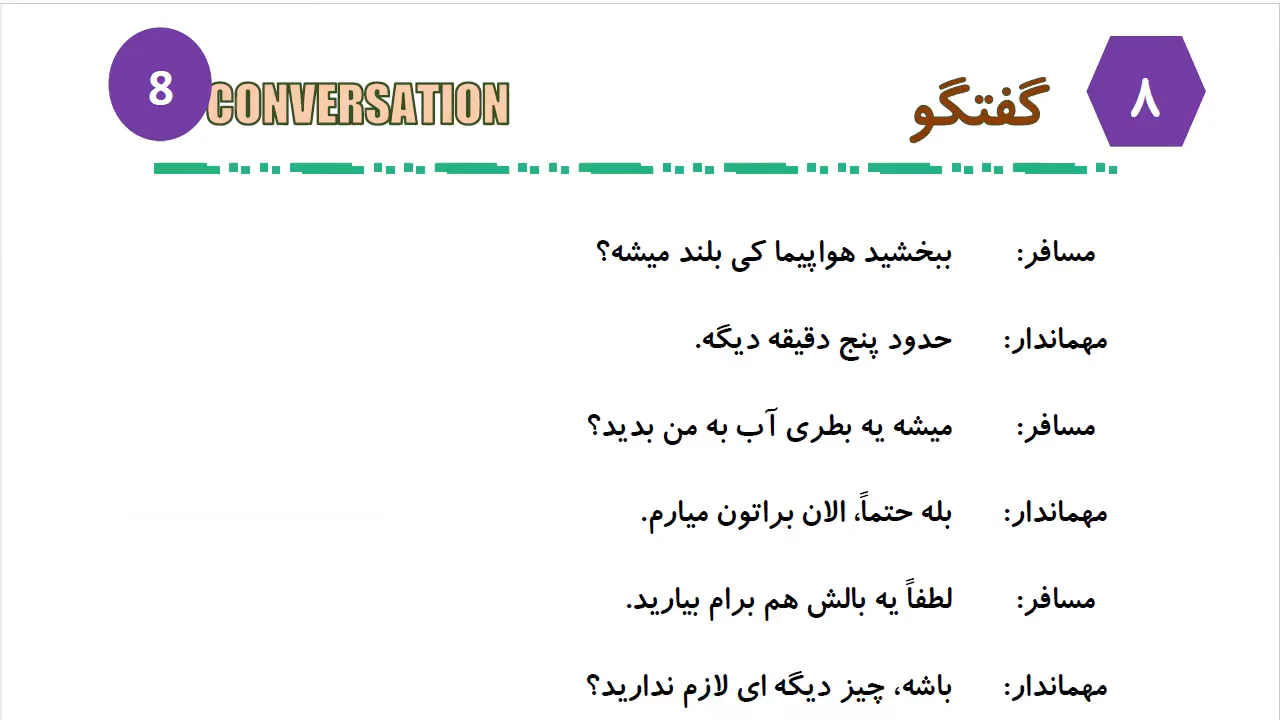 ۸ گفتگو CONVERSATION 8
مسافر: ببخشید هواپیما کی بلند میشه؟
مهماندار: حدود پنج دقیقه دیگه.
مسافر: میشه یه بطری آب به من بدید؟
مهماندار: بله حتماً، الان براتون میارم.
مسافر: لطفاً یه بالش هم برام بیارید.
مهماندار: باشه، چیز دیگه ای لازم ندارید؟